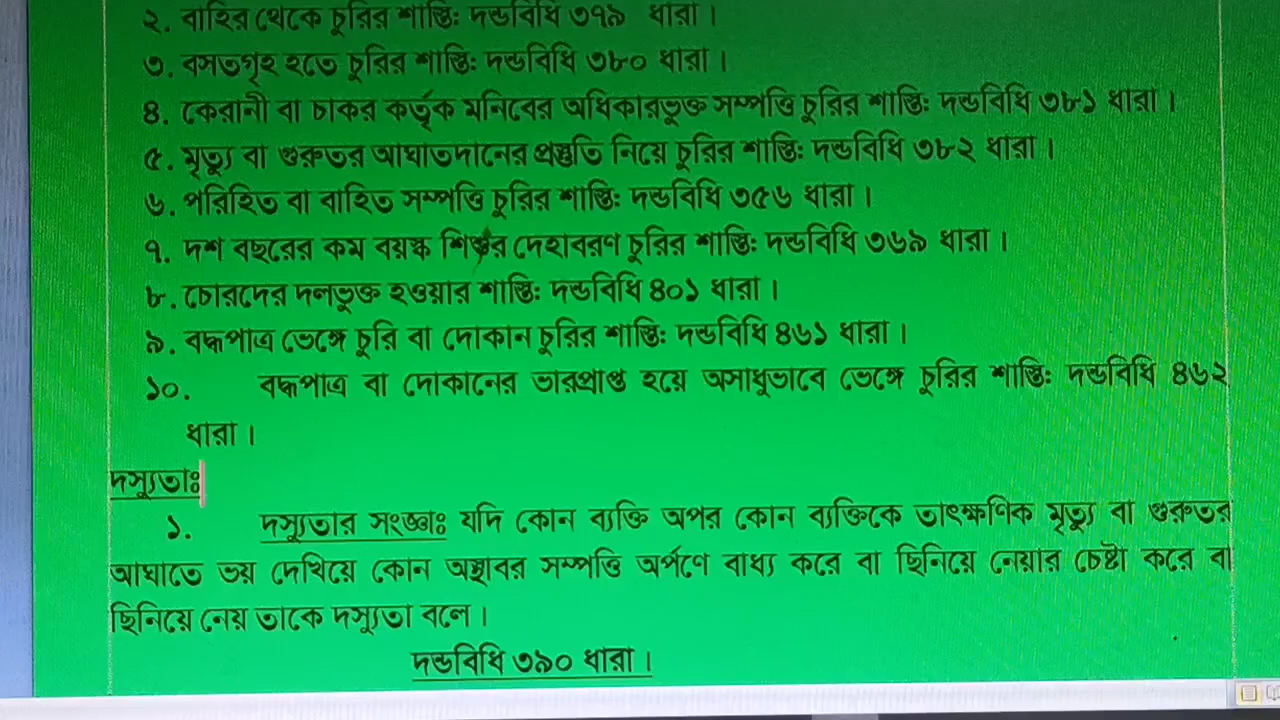 ২. বাহির থেকে চুরির শাস্তিঃ দন্ডবিধি ৩৭৯ ধারা।
৩. বসতগৃহ হতে চুরির শাস্তিঃ দন্ডবিধি ৩৮০ ধারা।
৪. কেরানী বা চাকর কর্তৃক মনিবের অধিকারভুক্ত সম্পত্তি চুরির শাস্তিঃ দন্ডবিধি ৩৮১ ধারা।
৫. মৃত্যু বা গুরুতর আঘাতদানের প্রস্তুতি নিয়ে চুরির শাস্তিঃ দন্ডবিধি ৩৮২ ধারা।
৬. পরিহিত বা বাহিত সম্পত্তি চুরির শাস্তিঃ দন্ডবিধি ৩৫৬ ধারা।
৭. দশ বছরের কম বয়স্ক শিশুর দেহাবরণ চুরির শাস্তিঃ দন্ডবিধি ৩৬৯ ধারা।
৮. চোরদের দলভুক্ত হওয়ার শাস্তিঃ দন্ডবিধি ৪০১ ধারা।
৯. বদ্ধপাত্র ভেঙ্গে চুরি বা দোকান চুরির শাস্তিঃ দন্ডবিধি ৪৬১ ধারা।
১০. বদ্ধপাত্র বা দোকানের ভারপ্রাপ্ত হয়ে অসাধুভাবে ভেঙ্গে চুরির শাস্তিঃ দন্ডবিধি ৪৬২
ধারা।
দস্যুতাঃ
১. দস্যুতার সংজ্ঞাঃ যদি কোন ব্যক্তি অপর কোন ব্যক্তিকে তাৎক্ষণিক মৃত্যু বা গুরুতর
আঘাতে ভয় দেখিয়ে কোন অস্থাবর সম্পত্তি অর্পণে বাধ্য করে বা ছিনিয়ে নেয়ার চেষ্টা করে বা
ছিনিয়ে নেয় তাকে দস্যুতা বলে।
দন্ডবিধি ৩৯০ ধারা।